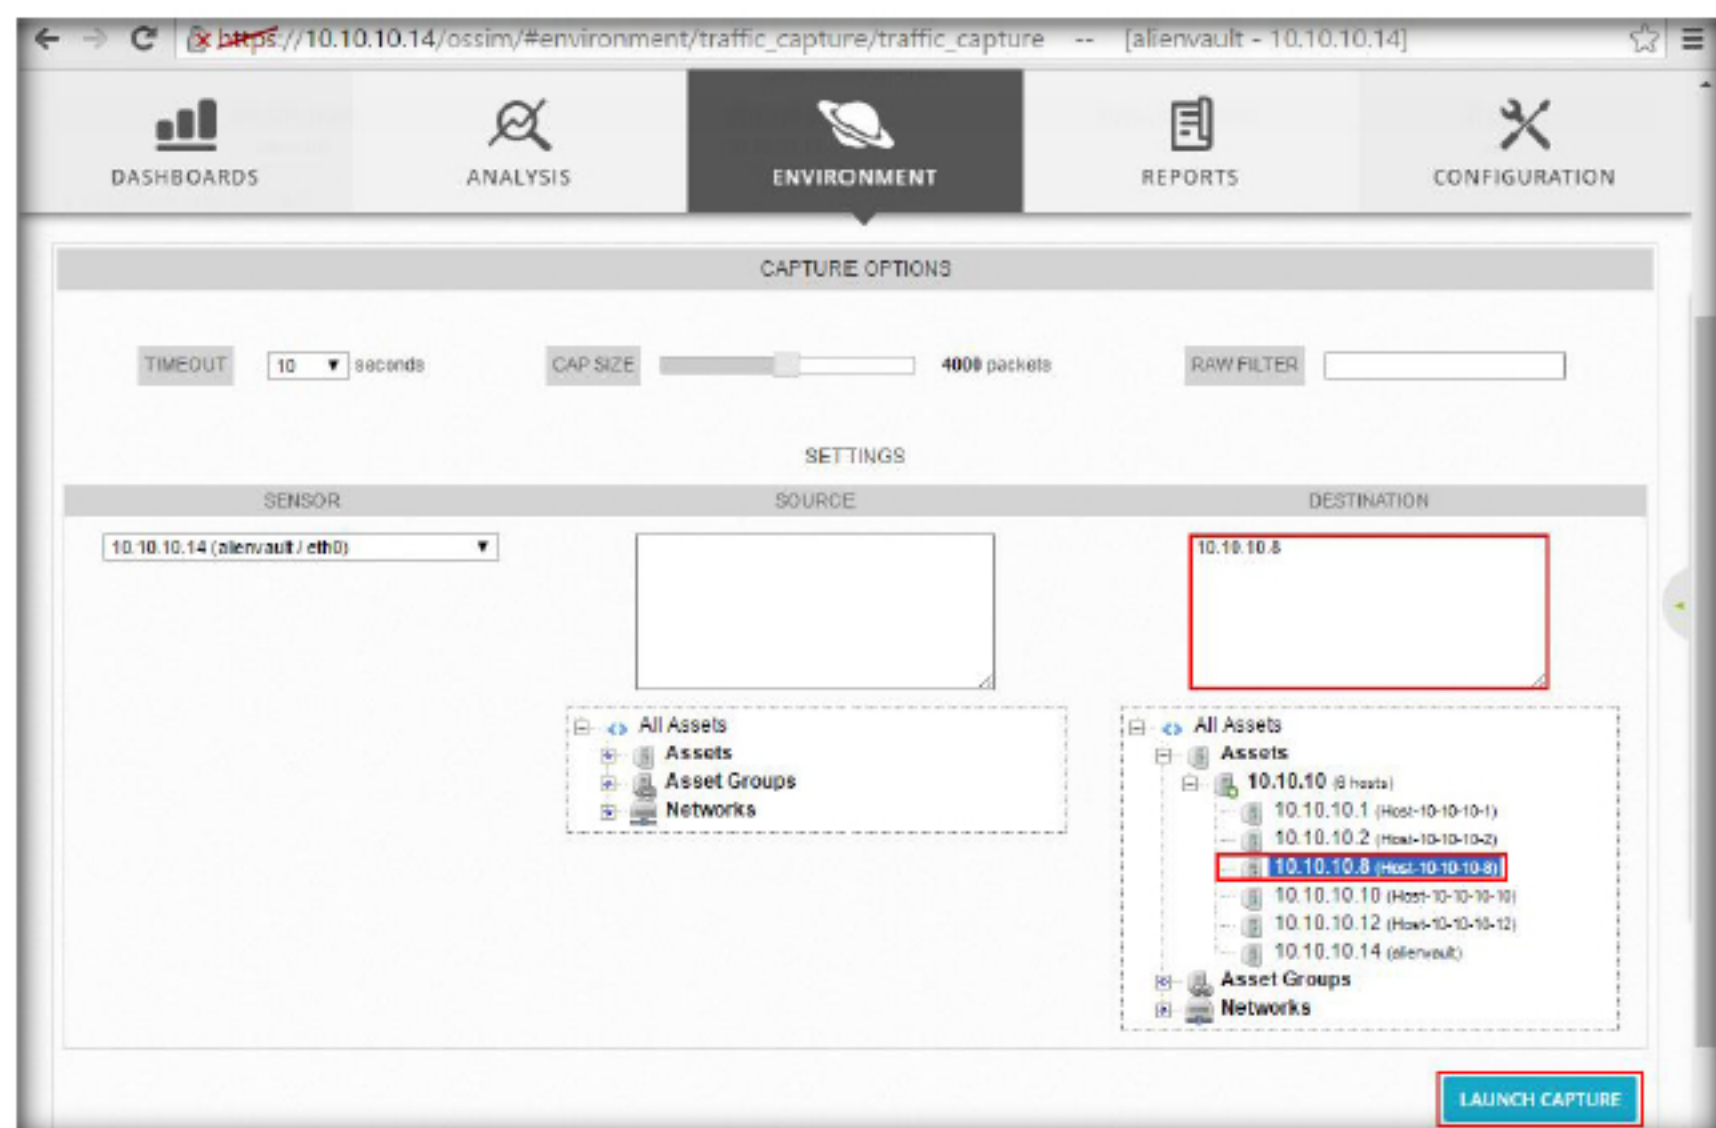 https://10.10.10.14/ossim/#environment/traffic_capture/traffic_capture -- [alienvault - 10.10.10.14]
DASHBOARDS ANALYSIS ENVIRONMENT REPORTS CONFIGURATION
CAPTURE OPTIONS
TIMEOUT 10 seconds CAP SIZE 4000 packets RAW FILTER
SETTINGS
SENSOR SOURCE DESTINATION
10.10.10.14 (alienvault / eth0) 10.10.10.8
All Assets All Assets
Assets Assets
Asset Groups 10.10.10 (6 hosts)
Networks 10.10.10.1 (Host-10-10-10-1)
10.10.10.2 (Host-10-10-10-2)
10.10.10.8 (Host-10-10-10-8)
10.10.10.10 (Host-10-10-10-10)
10.10.10.12 (Host-10-10-10-12)
10.10.10.14 (alienvault)
Asset Groups
Networks
LAUNCH CAPTURE